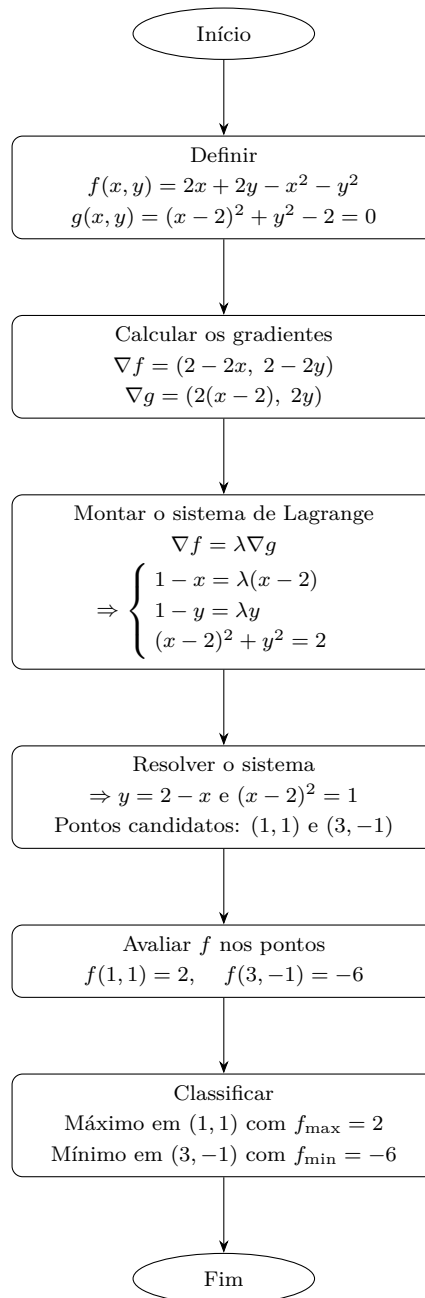 Início
Definir
f(x, y) = 2x + 2y − x² − y²
g(x, y) = (x − 2)² + y² − 2 = 0
Calcular os gradientes
∇f = (2 − 2x, 2 − 2y)
∇g = (2(x − 2), 2y)
Montar o sistema de Lagrange
∇f = λ∇g
⇒ { 1 − x = λ(x − 2)
1 − y = λy
(x − 2)² + y² = 2
Resolver o sistema
⇒ y = 2 − x e (x − 2)² = 1
Pontos candidatos: (1, 1) e (3, −1)
Avaliar f nos pontos
f(1, 1) = 2, f(3, −1) = −6
Classificar
Máximo em (1, 1) com f_max = 2
Mínimo em (3, −1) com f_min = −6
Fim